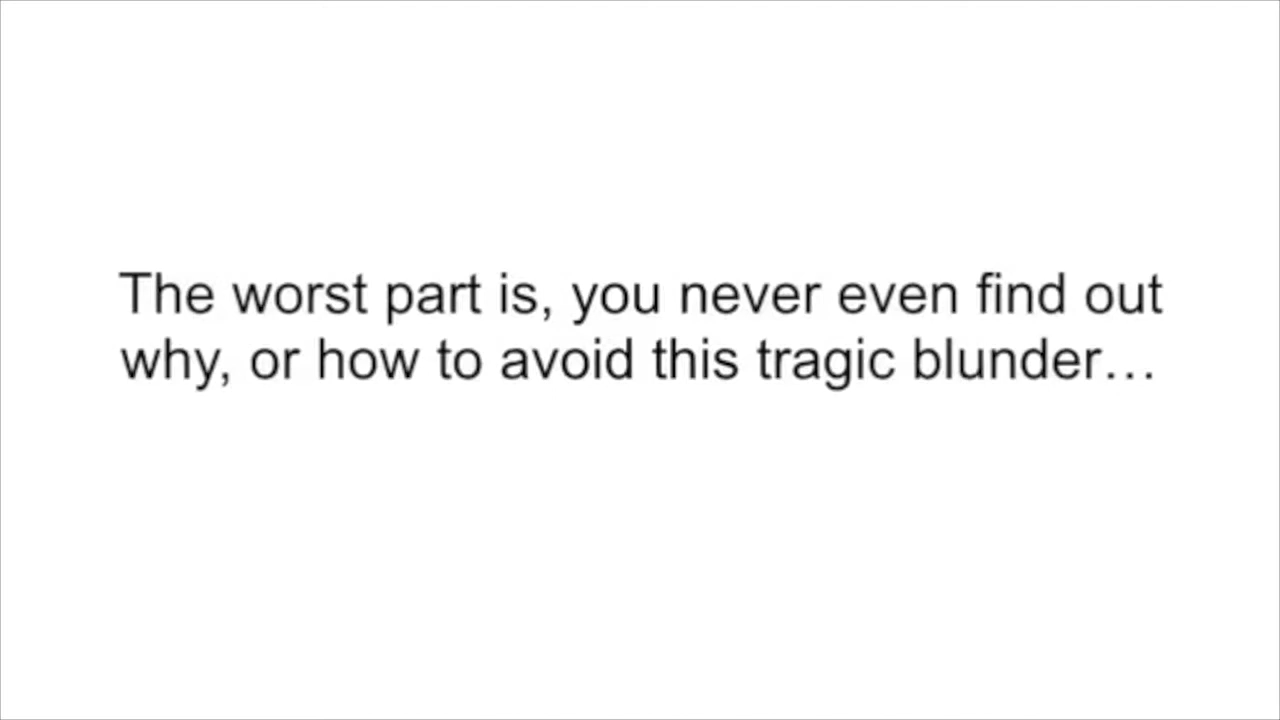 The worst part is, you never even find out
why, or how to avoid this tragic blunder…